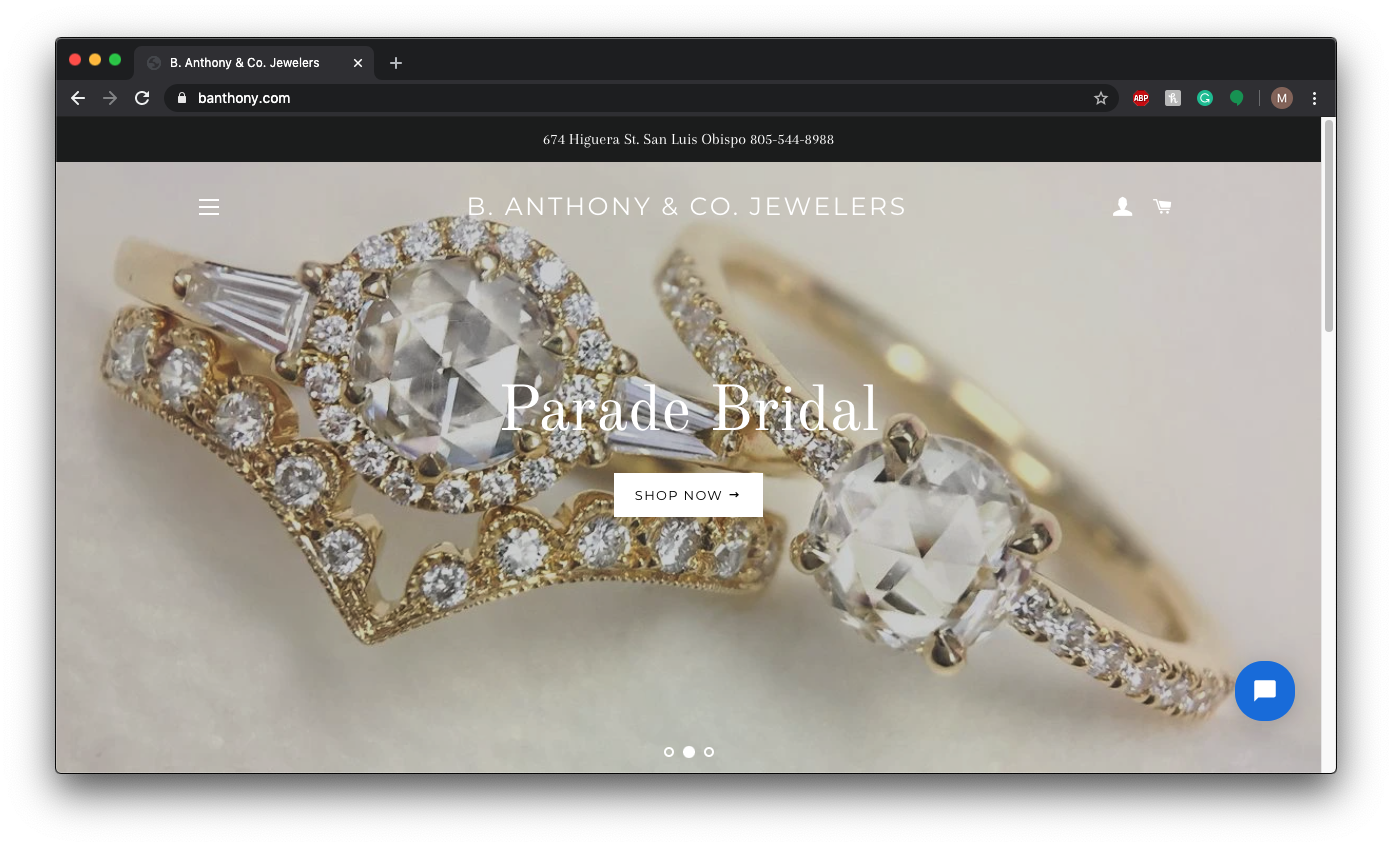 B. Anthony & Co. Jewelers
banthony.com
ABP
M
674 Higuera St. San Luis Obispo 805-544-8988
B. ANTHONY & CO. JEWELERS
Parade Bridal
SHOP NOW →